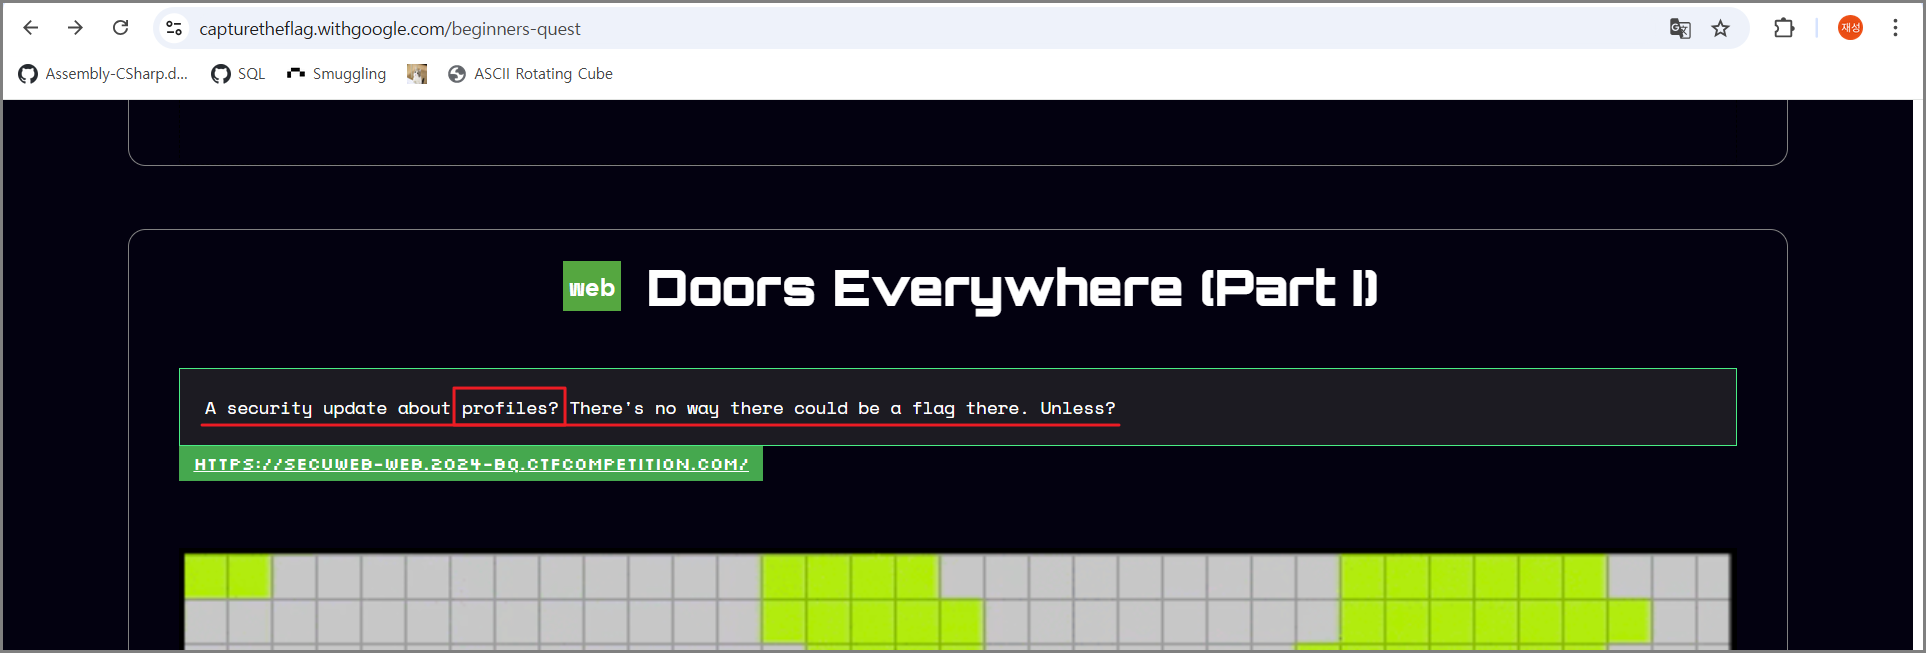 capturetheflag.withgoogle.com/beginners-quest
재성
Assembly-CSharp.d... SQL Smuggling ASCII Rotating Cube
web Doors Everywhere (Part I)
A security update about profiles? There's no way there could be a flag there. Unless?
HTTPS://SECUWEB-WEB.2024-BQ.CTFCOMPETITION.COM/